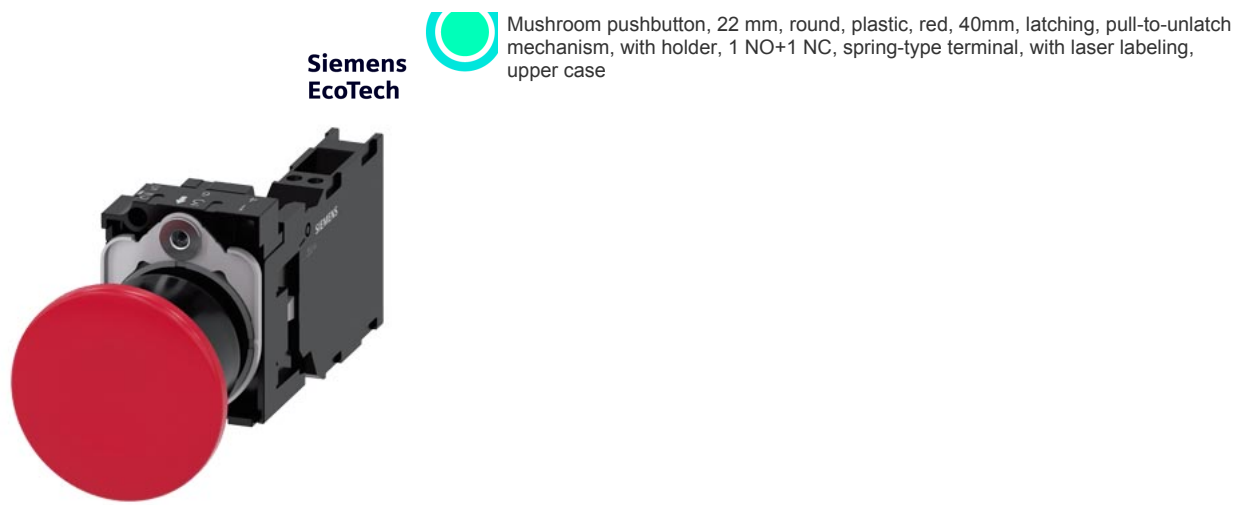 Mushroom pushbutton, 22 mm, round, plastic, red, 40mm, latching, pull-to-unlatch
mechanism, with holder, 1 NO+1 NC, spring-type terminal, with laser labeling,
upper case
Siemens
EcoTech
SIEMENS